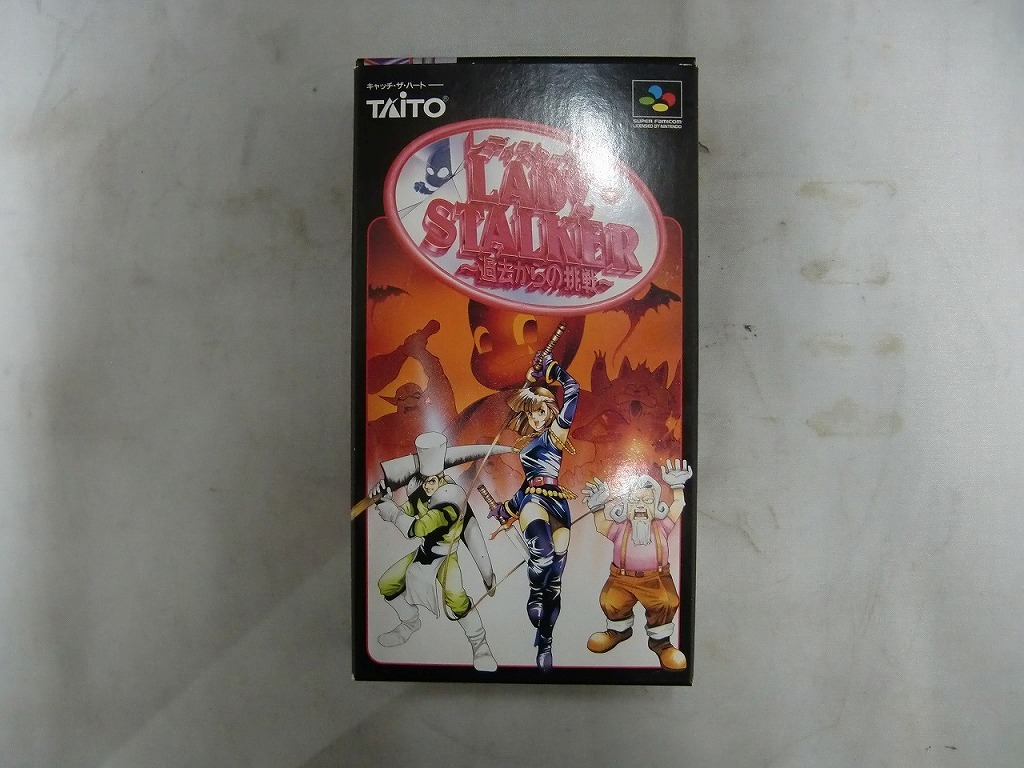 キャッチ・ザ・ハート
TAITO®
SUPER FAMICOM
LICENSED BY NINTENDO
LADY
STALKER
～過去からの挑戦～